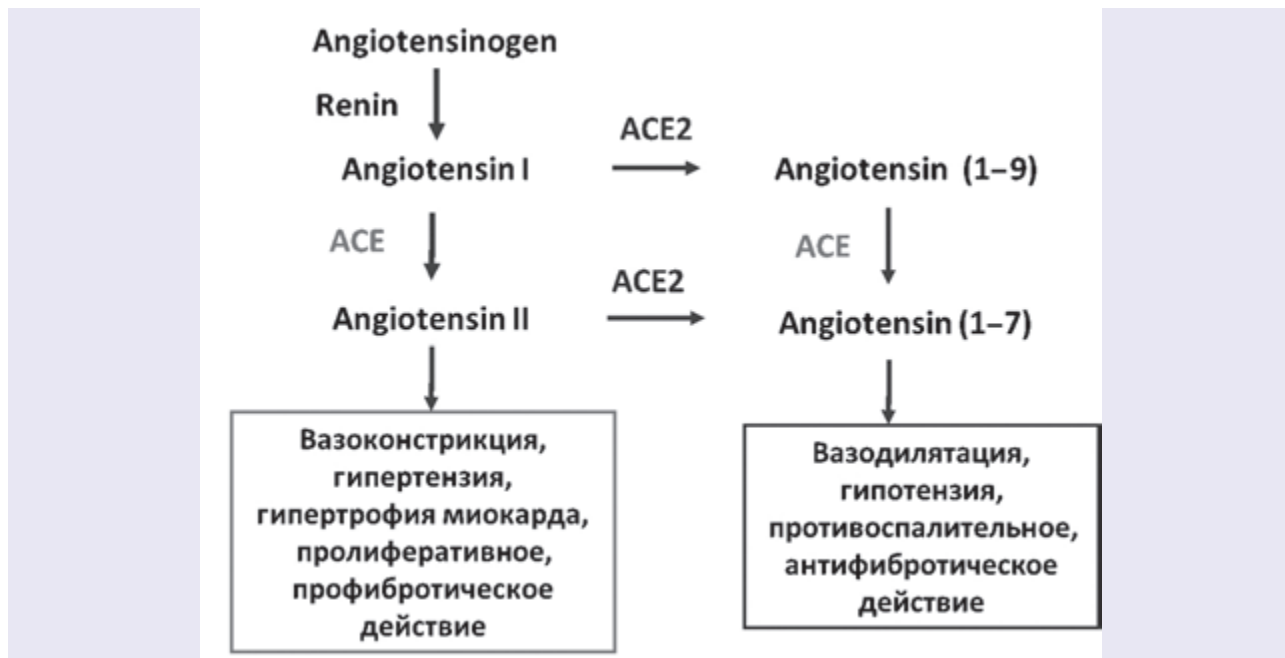 Angiotensinogen
Renin
ACE2
Angiotensin I
Angiotensin (1–9)
ACE
ACE
ACE2
Angiotensin II
Angiotensin (1–7)
Вазоконстрикция,
гипертензия,
гипертрофия миокарда,
пролиферативное,
профибротическое
действие
Вазодилятация,
гипотензия,
противоспалительное,
антифибротическое
действие